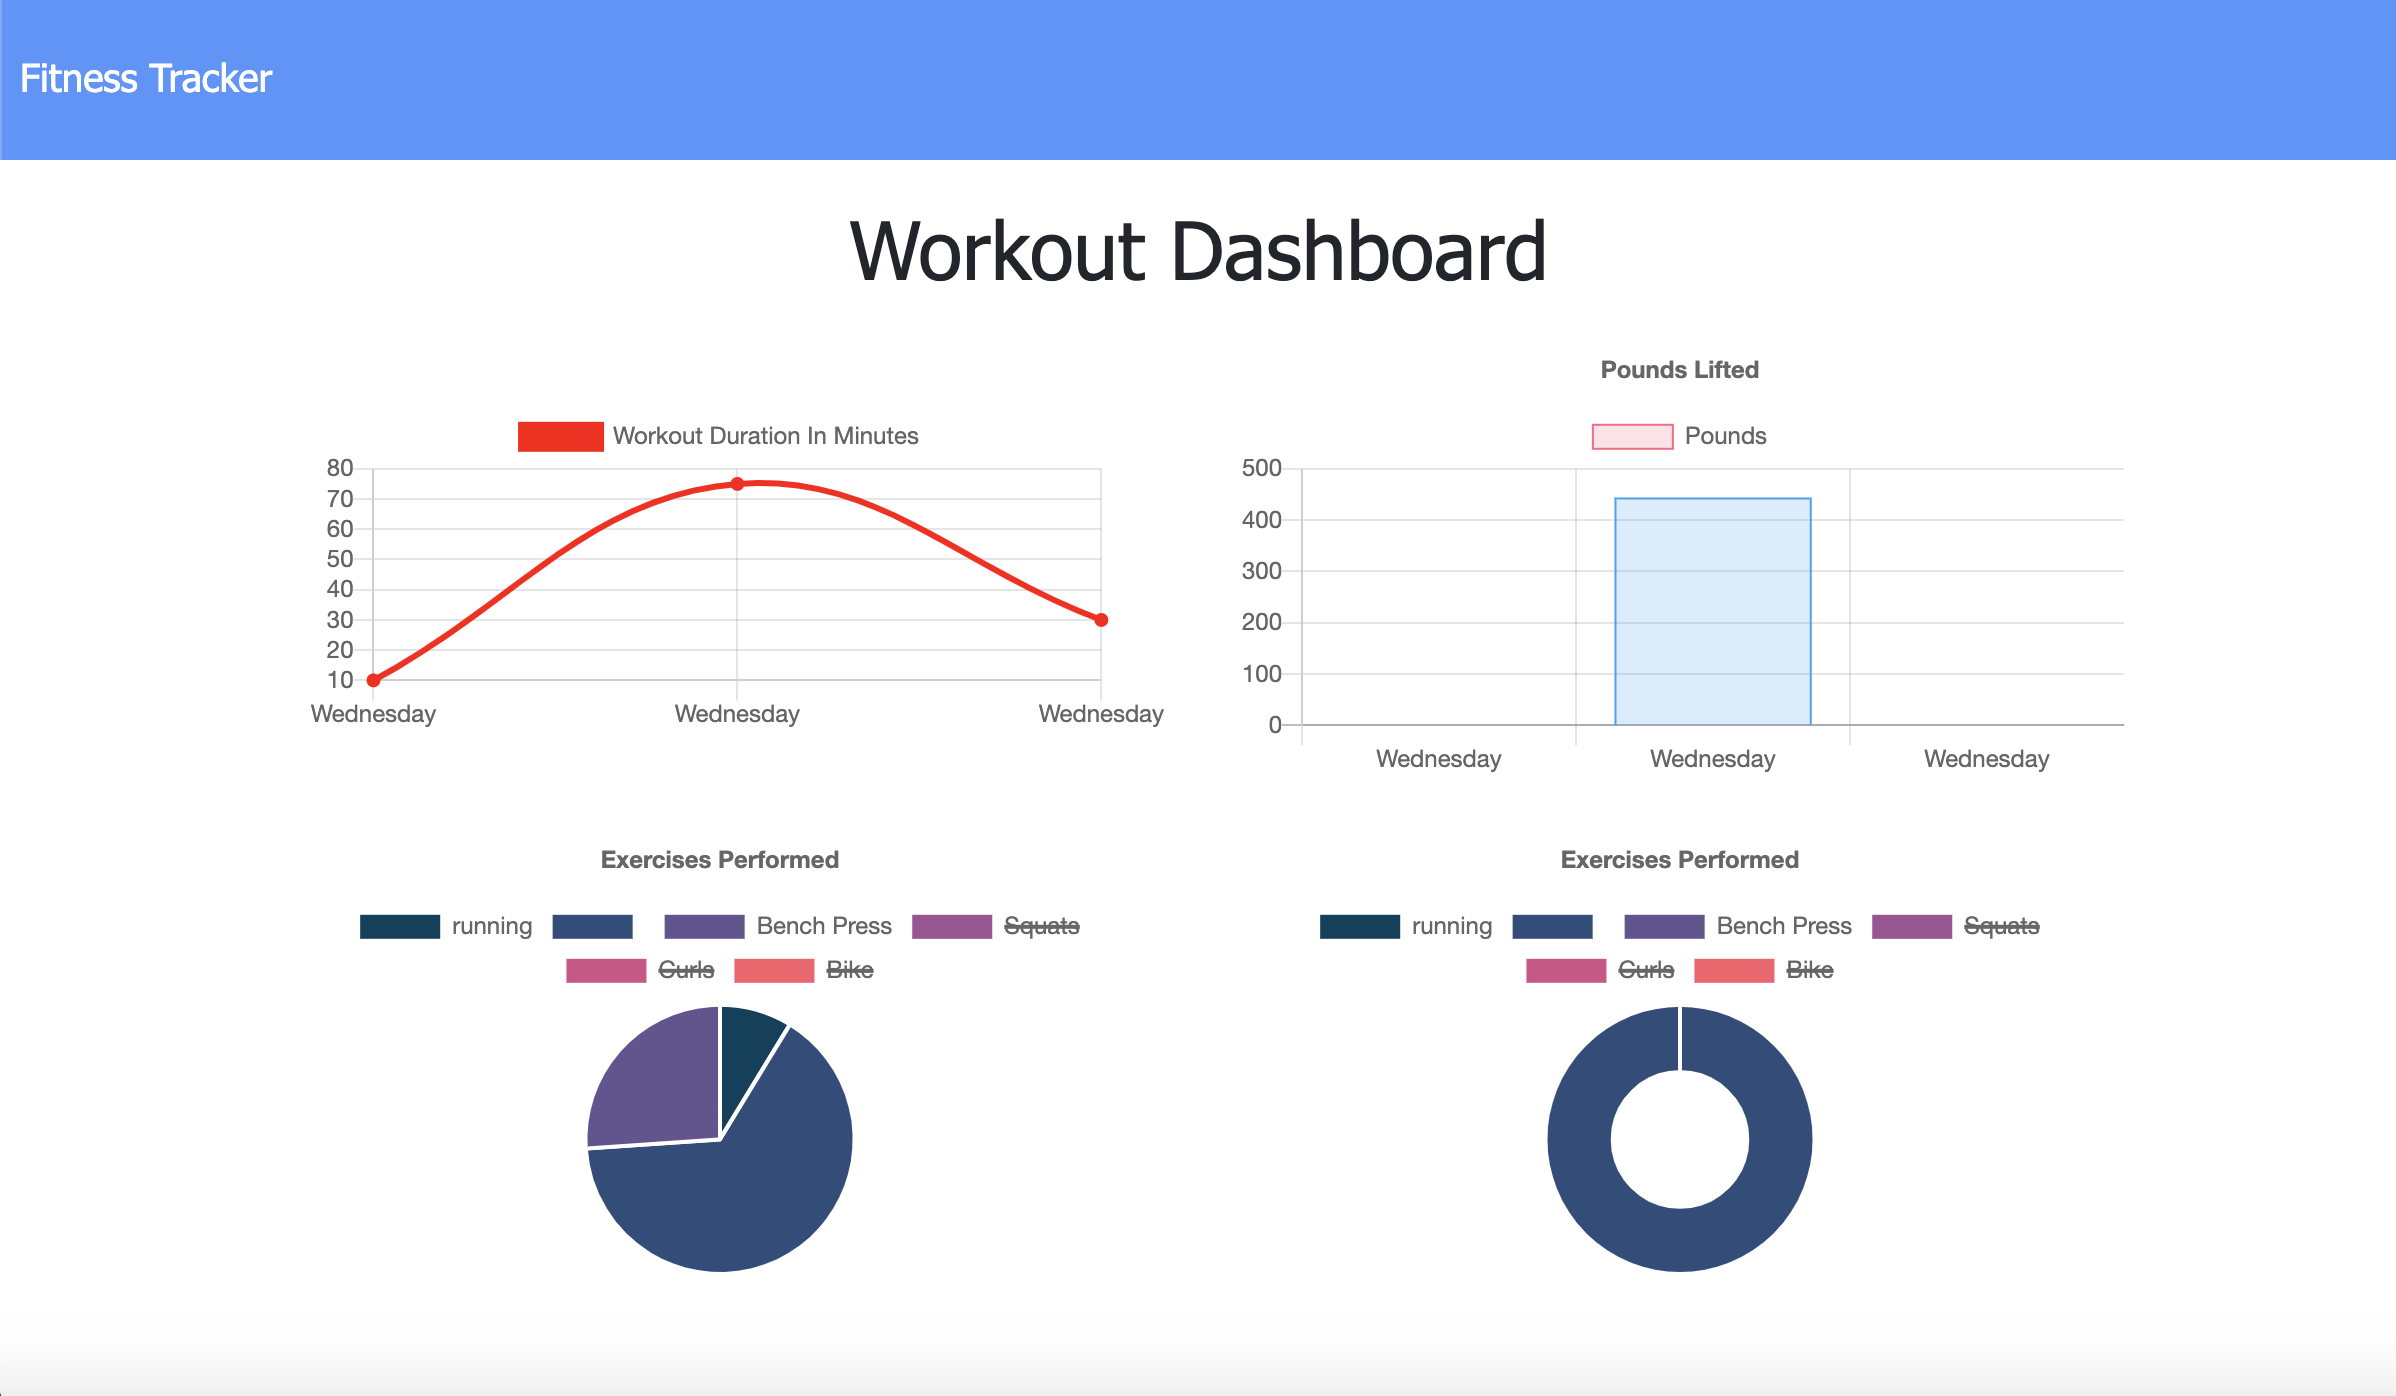 Fitness Tracker
Workout Dashboard
Workout Duration In Minutes
80
70
60
50
40
30
20
10
Wednesday Wednesday Wednesday
Pounds Lifted
Pounds
500
400
300
200
100
0
Wednesday Wednesday Wednesday
Exercises Performed
running Bench Press Squats
Curls Bike
Exercises Performed
running Bench Press Squats
Curls Bike